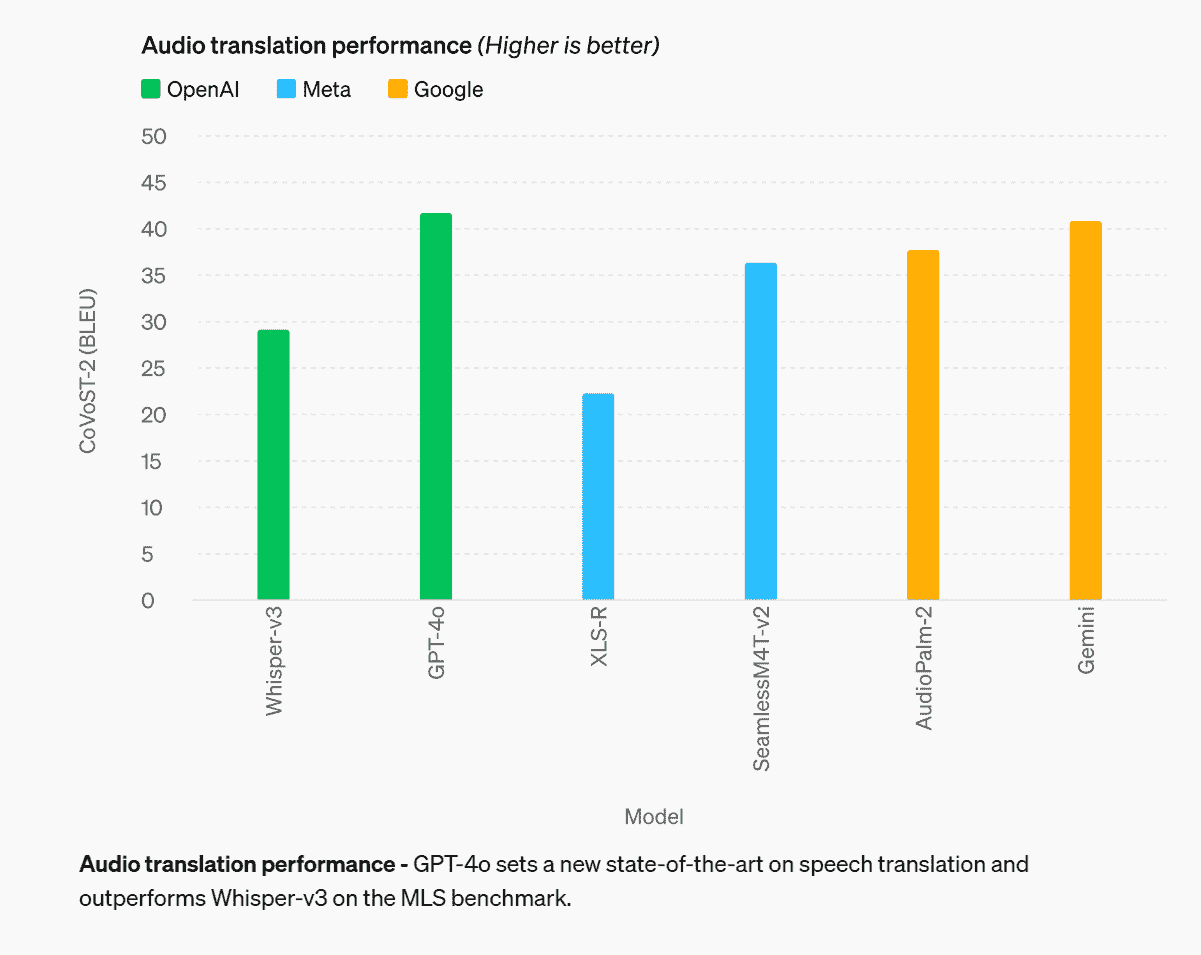 Audio translation performance (Higher is better)
OpenAI Meta Google
50
45
40
35
30
25
20
15
10
5
0
CoVoST-2 (BLEU)
Whisper-v3
GPT-4o
XLS-R
SeamlessM4T-v2
AudioPalm-2
Gemini
Model
Audio translation performance - GPT-4o sets a new state-of-the-art on speech translation and
outperforms Whisper-v3 on the MLS benchmark.